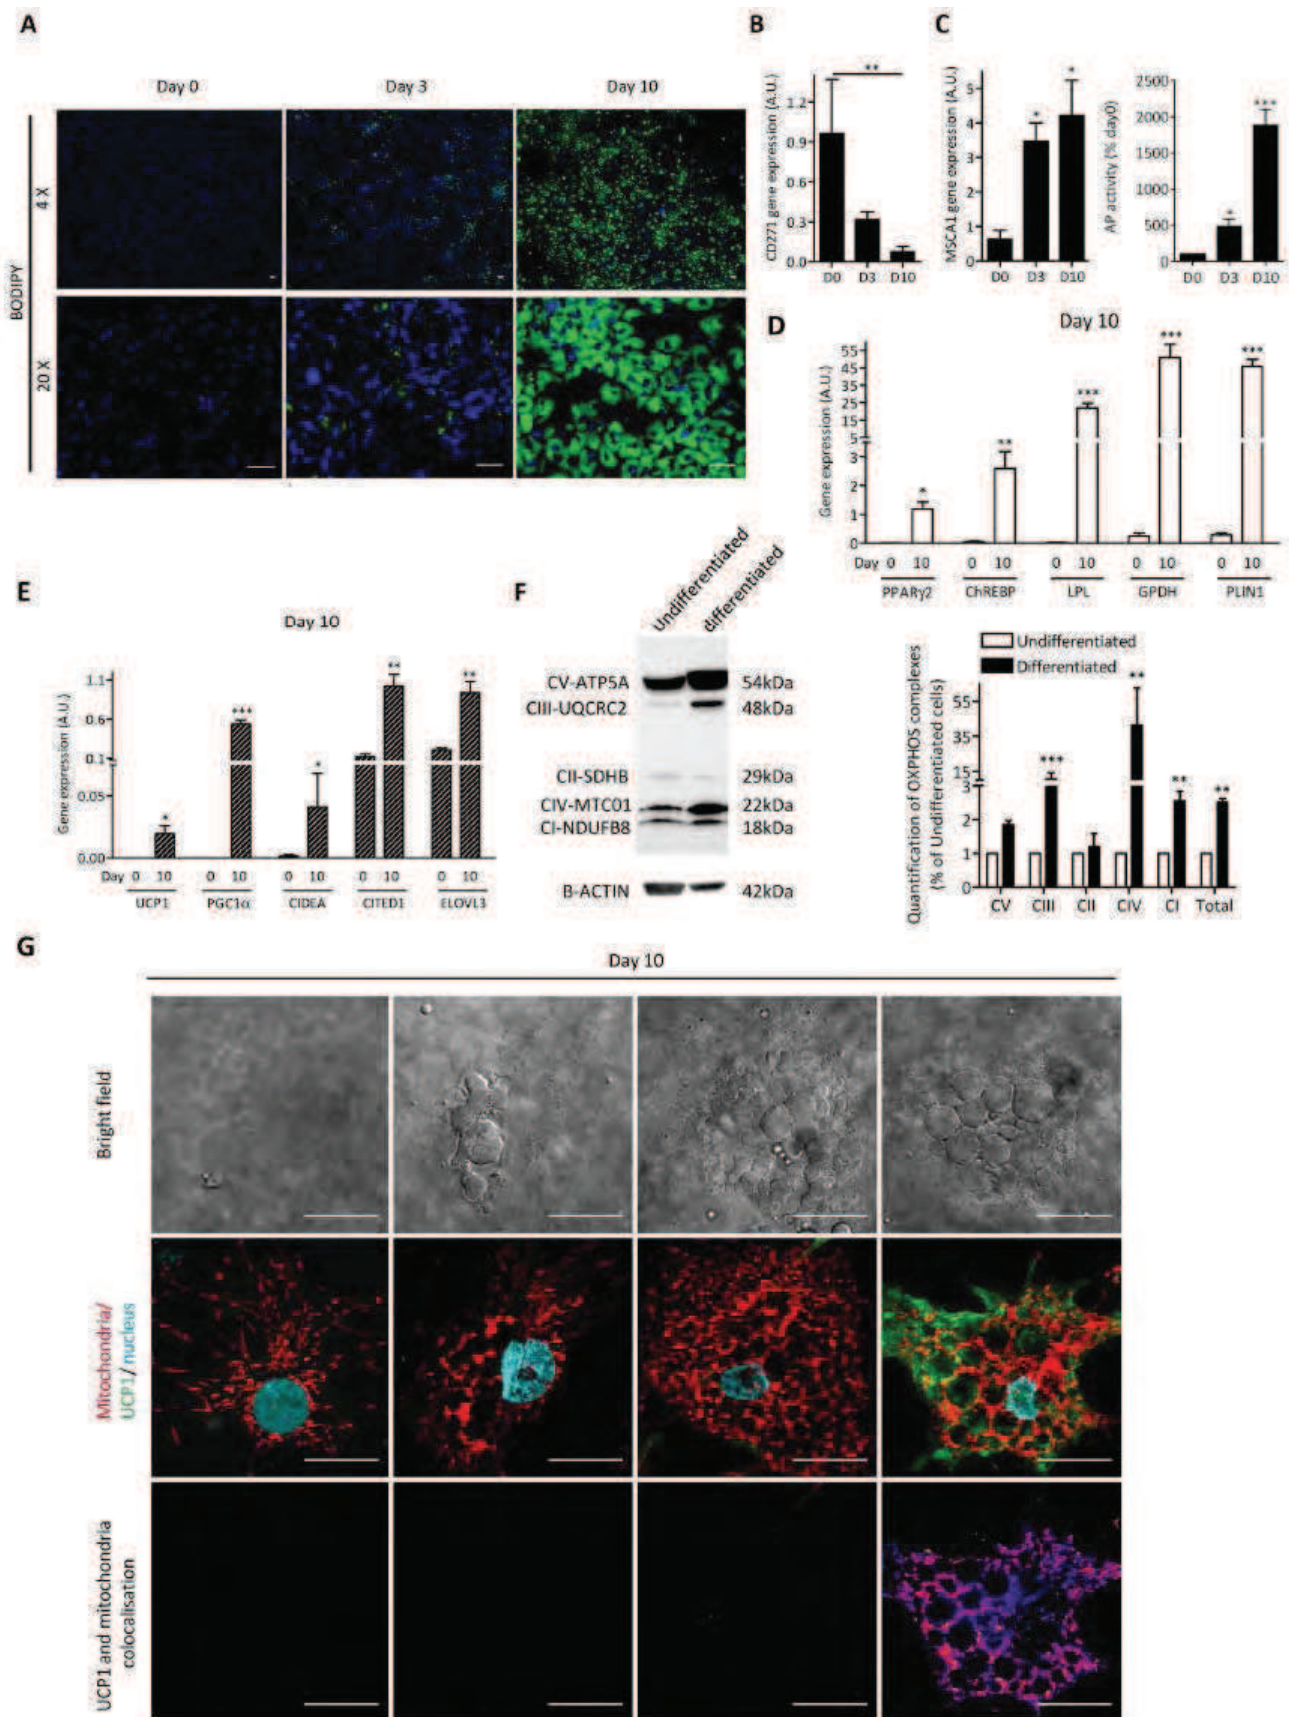 A
Day 0
Day 3
Day 10
BODIPY
4 X
20 X
B
CD271 gene expression (A.U.)
**
1.2
0.9
0.6
0.3
0.0
D0 D3 D10
C
MSCA1 gene expression (A.U.)
*
*
5
4
3
2
1
0
D0 D3 D10
AP activity (% day0)
***
*
2500
2000
1500
1000
500
0
D0 D3 D10
D
Day 10
Gene expression (A.U.)
55
45
35
25
15
5
3
2
1
0
*
**
***
***
***
Day 0 10 0 10 0 10 0 10 0 10
PPARγ2 ChREBP LPL GPDH PLIN1
E
Day 10
Gene expression (A.U.)
1.1
0.6
0.1
0.05
0.00
*
***
*
**
**
Day 0 10 0 10 0 10 0 10 0 10
UCP1 PGC1α CIDEA CITED1 ELOVL3
F
Undifferentiated
differentiated
CV-ATP5A 54kDa
CIII-UQCRC2 48kDa
CII-SDHB 29kDa
CIV-MTC01 22kDa
CI-NDUFB8 18kDa
B-ACTIN 42kDa
Undifferentiated
Differentiated
Quantification of OXPHOS complexes
(% of Undifferentiated cells)
55
35
15
3
2
1
0
***
**
**
**
CV CIII CII CIV CI Total
G
Day 10
Bright field
Mitochondria/
UCP1/ nucleus
UCP1 and mitochondria
colocalisation